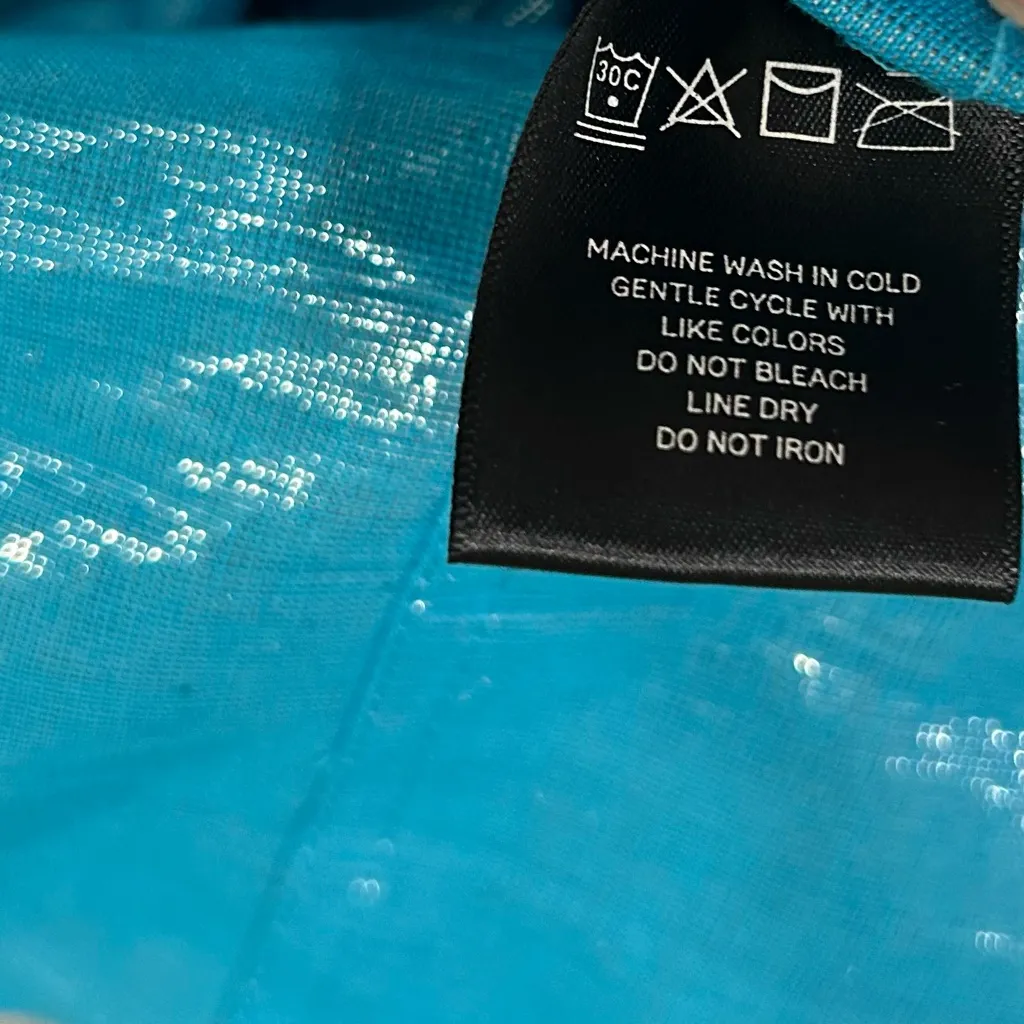 30C
MACHINE WASH IN COLD
GENTLE CYCLE WITH
LIKE COLORS
DO NOT BLEACH
LINE DRY
DO NOT IRON